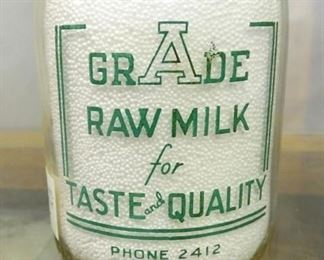 GRADE
RAW MILK
for
TASTE and QUALITY
PHONE 2412